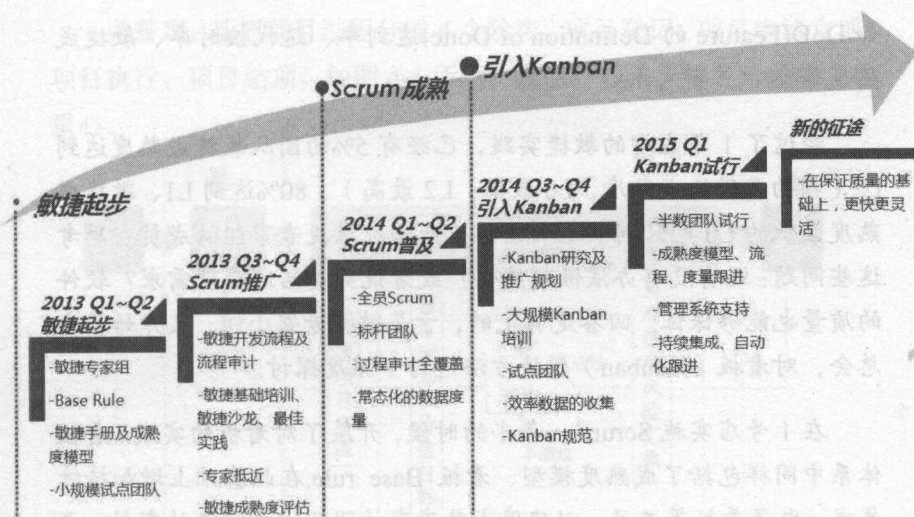 引入Kanban
Scrum成熟
敏捷起步
2013 Q1~Q2
敏捷起步
-敏捷专家组
-Base Rule
-敏捷手册及成熟
度模型
-小规模试点团队
2013 Q3~Q4
Scrum推广
-敏捷开发流程及
流程审计
-敏捷基础培训、
敏捷沙龙、最佳
实践
-专家抵近
-敏捷成熟度评估
2014 Q1~Q2
Scrum普及
-全员Scrum
-标杆团队
-过程审计全覆盖
-常态化的数据度
量
2014 Q3~Q4
引入Kanban
-Kanban研究及
推广规划
-大规模Kanban
培训
-试点团队
-效率数据的收集
-Kanban规范
2015 Q1
Kanban试行
-半数团队试行
-成熟度模型、流
程、度量跟进
-管理系统支持
-持续集成、自动
化跟进
新的征途
-在保证质量的基
础上，更快更灵
活